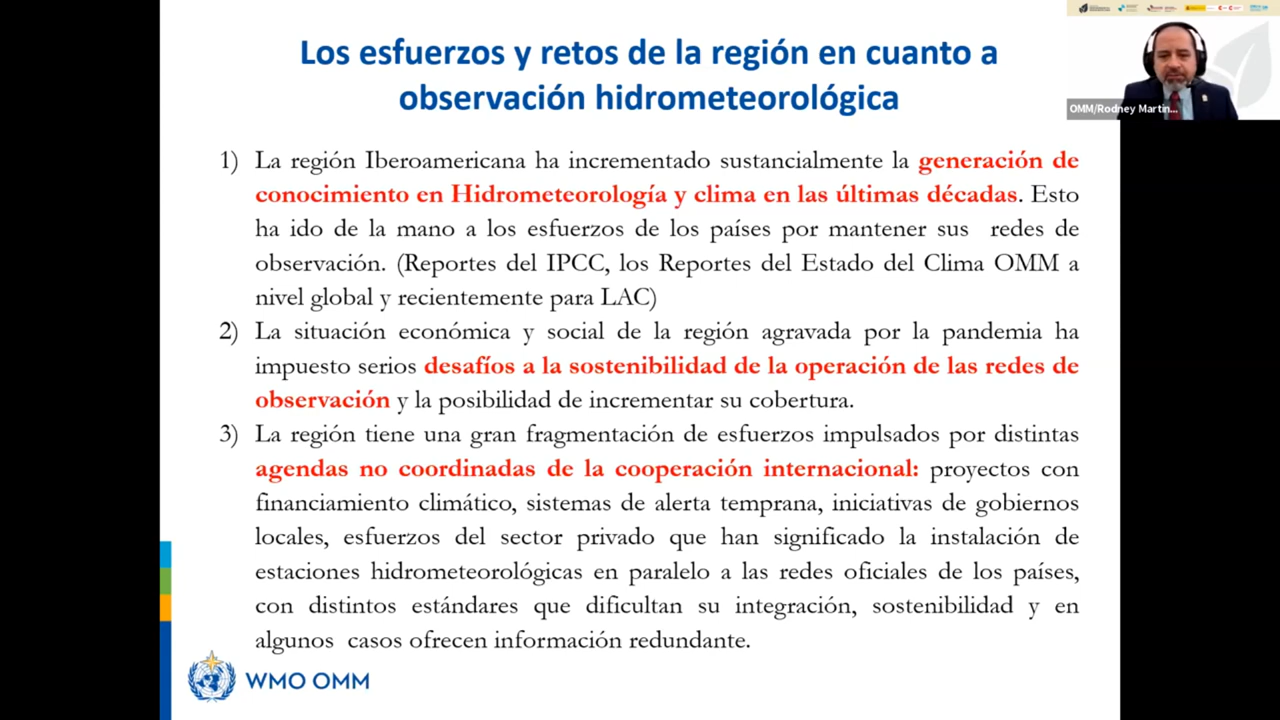 Los esfuerzos y retos de la región en cuanto a
observación hidrometeorológica
OMM/Rodney Martin...
1) La región Iberoamericana ha incrementado sustancialmente la generación de
conocimiento en Hidrometeorología y clima en las últimas décadas. Esto
ha ido de la mano a los esfuerzos de los países por mantener sus redes de
observación. (Reportes del IPCC, los Reportes del Estado del Clima OMM a
nivel global y recientemente para LAC)
2) La situación económica y social de la región agravada por la pandemia ha
impuesto serios desafíos a la sostenibilidad de la operación de las redes de
observación y la posibilidad de incrementar su cobertura.
3) La región tiene una gran fragmentación de esfuerzos impulsados por distintas
agendas no coordinadas de la cooperación internacional: proyectos con
financiamiento climático, sistemas de alerta temprana, iniciativas de gobiernos
locales, esfuerzos del sector privado que han significado la instalación de
estaciones hidrometeorológicas en paralelo a las redes oficiales de los países,
con distintos estándares que dificultan su integración, sostenibilidad y en
algunos casos ofrecen información redundante.
WMO OMM